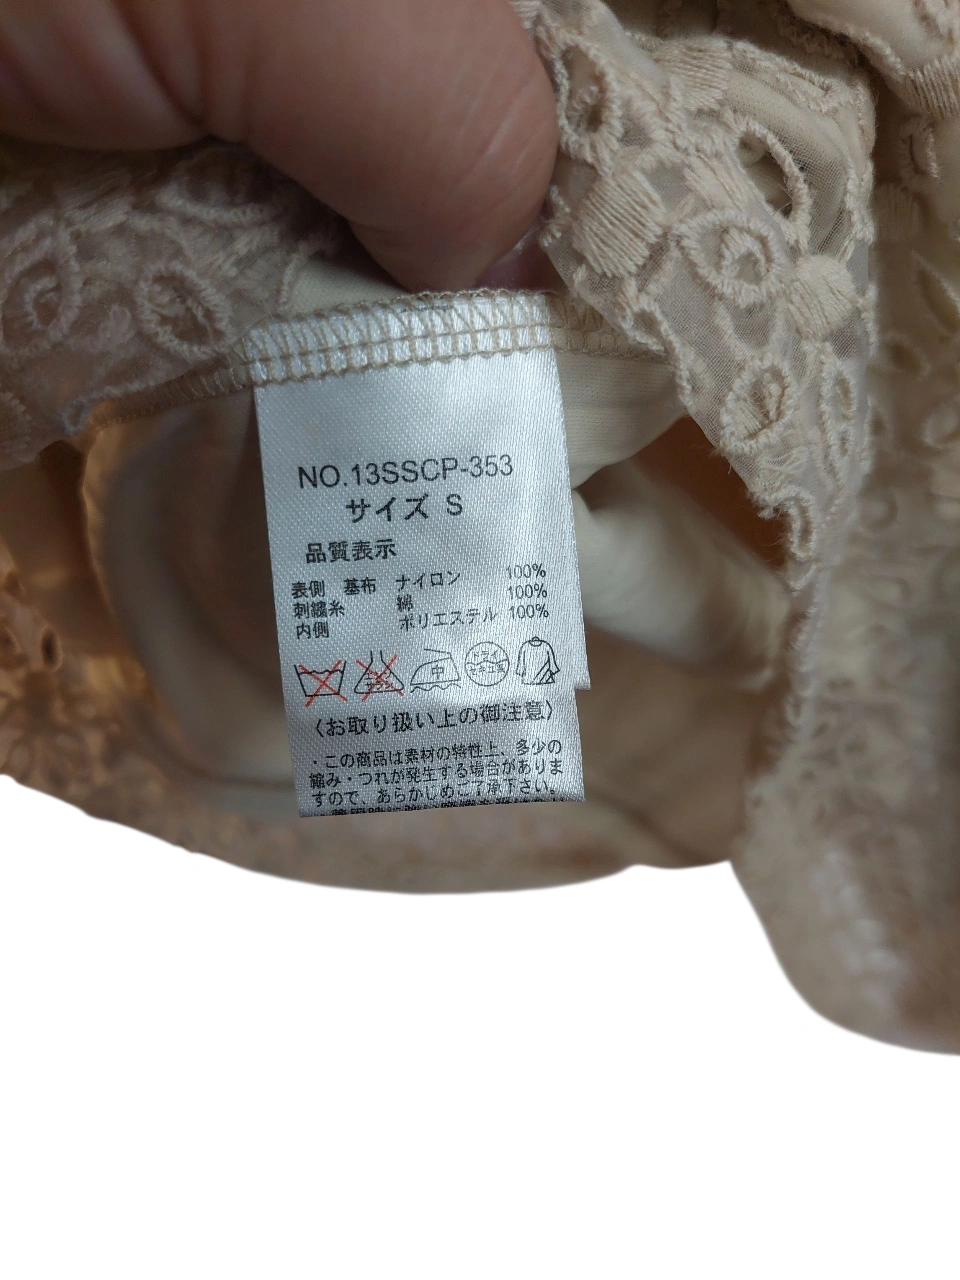 NO.13SSCP-353
サイズ S
品質表示
表側 基布 ナイロン 100%
刺繍糸 綿 100%
内側 ポリエステル 100%
中
ドライ
〈お取り扱い上の御注意〉
・この商品は素材の特性上、多少の
縮み・つれが発生する場合がありま
すので、あらかじめご了承下さい。